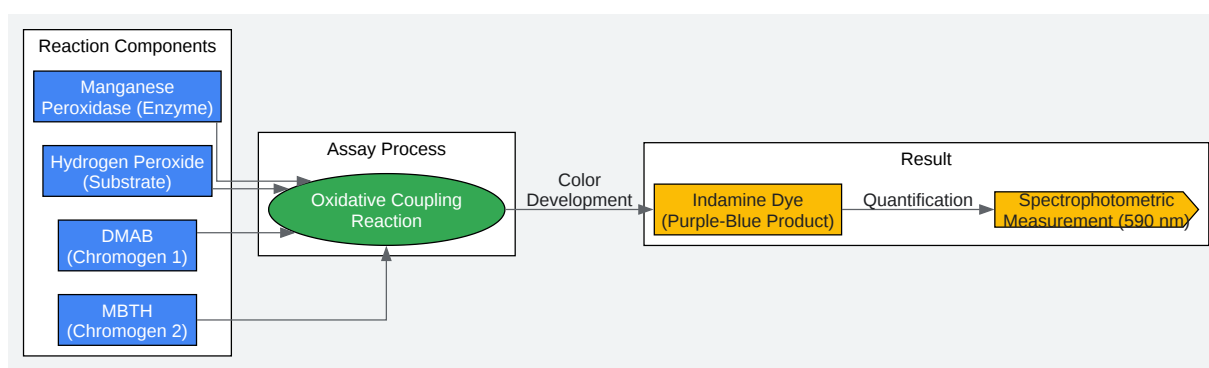 Reaction Components
Manganese
Peroxidase (Enzyme)
Hydrogen Peroxide
(Substrate)
DMAB
(Chromogen 1)
MBTH
(Chromogen 2)
Assay Process
Oxidative Coupling
Reaction
Color
Development
Result
Indamine Dye
(Purple-Blue Product)
Quantification
Spectrophotometric
Measurement (590 nm)